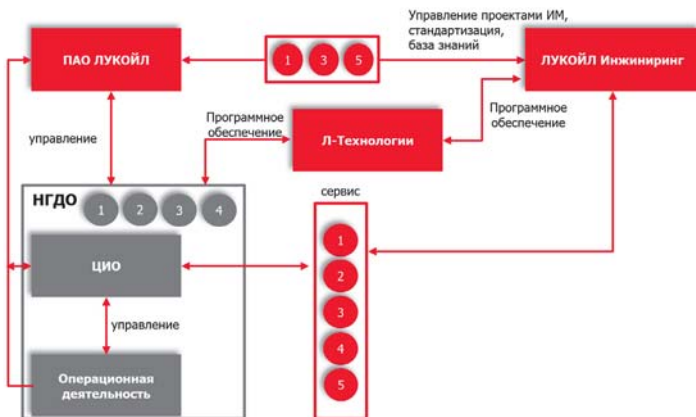 Управление проектами ИМ,
стандартизация,
база знаний
ПАО ЛУКОЙЛ
1 3 5
ЛУКОЙЛ Инжиниринг
управление
Программное
обеспечение
Л-Технологии
Программное
обеспечение
НГДО
1 2 3 4
сервис
ЦИО
1
2
3
4
5
управление
Операционная
деятельность